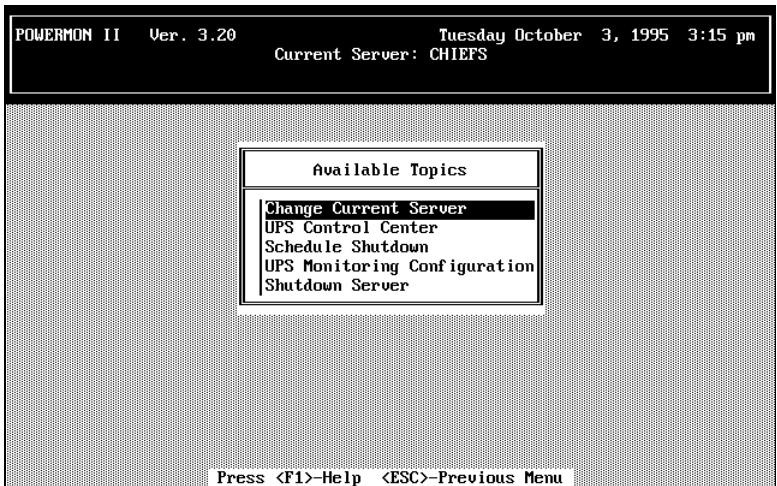 POWERMON II Ver. 3.20 Tuesday October 3, 1995 3:15 pm
Current Server: CHIEFS
Available Topics
Change Current Server
UPS Control Center
Schedule Shutdown
UPS Monitoring Configuration
Shutdown Server
Press <F1>-Help <ESC>-Previous Menu